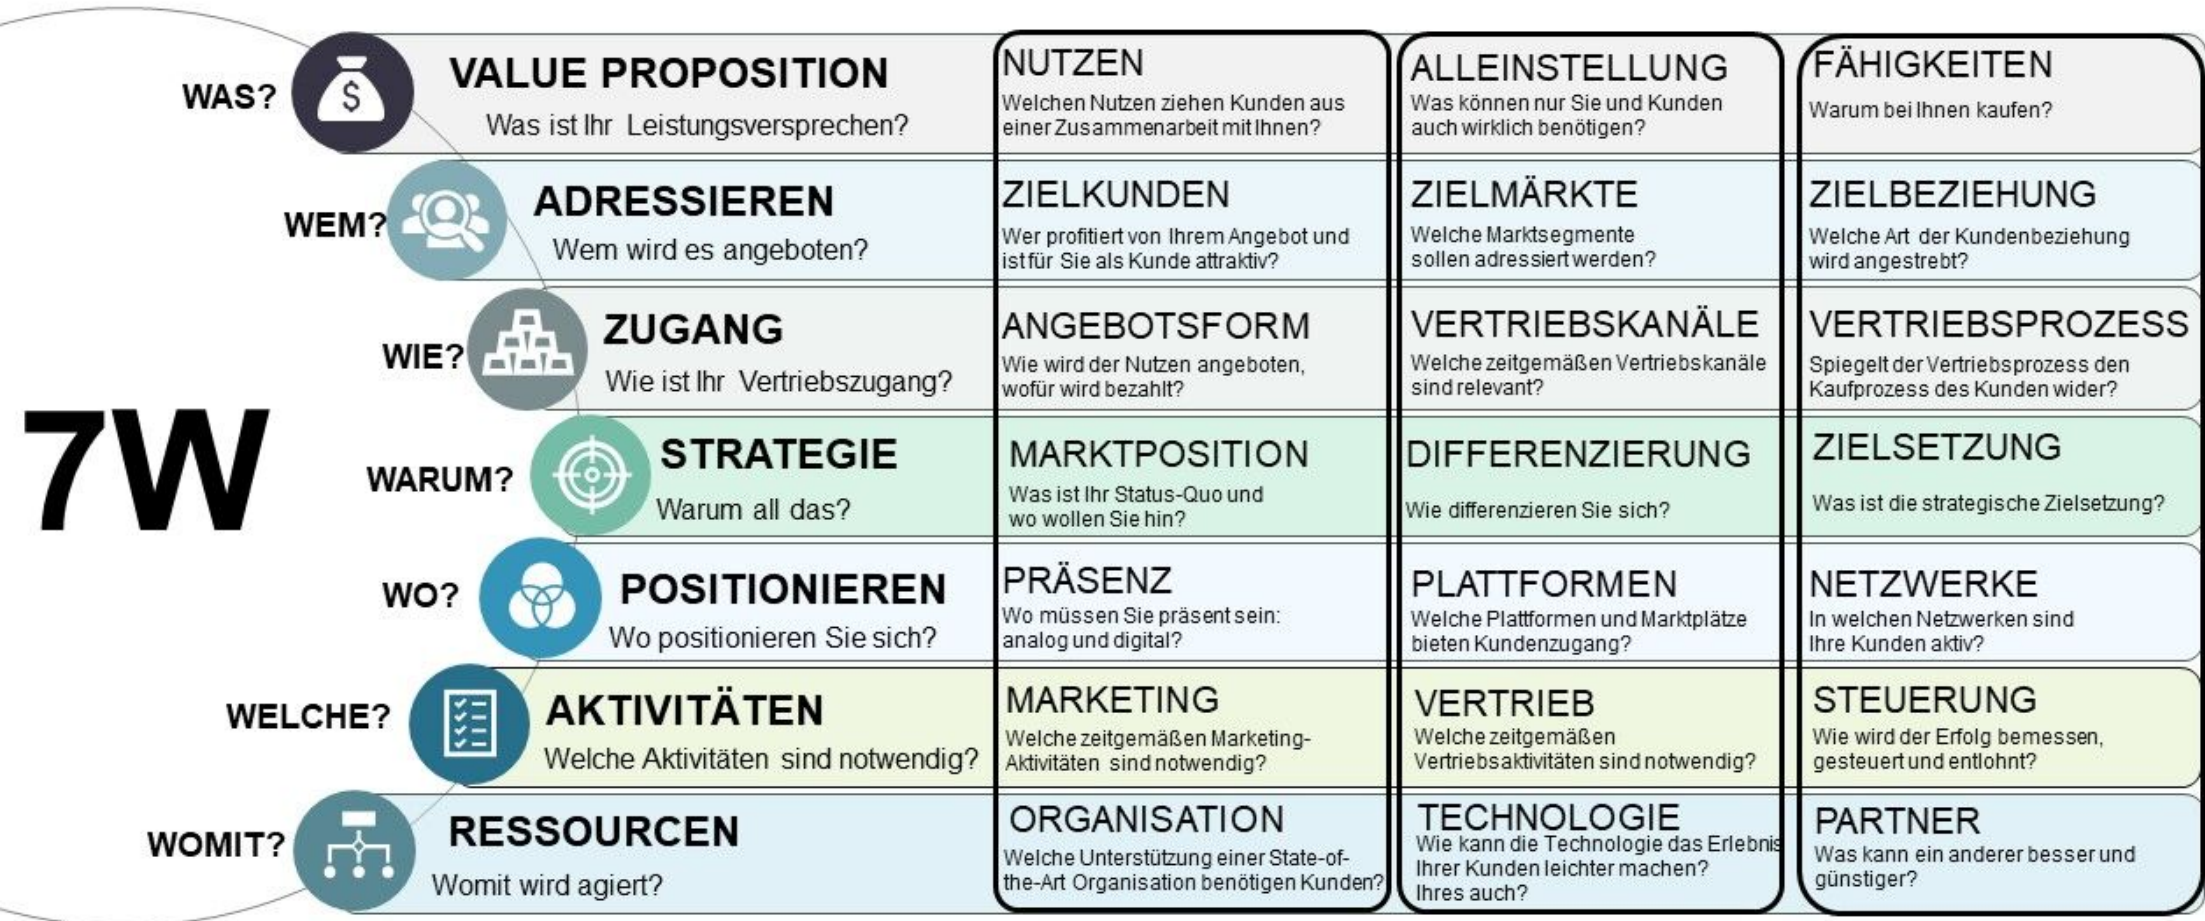 7W
WAS?
VALUE PROPOSITION
Was ist Ihr Leistungsversprechen?
NUTZEN
Welchen Nutzen ziehen Kunden aus
einer Zusammenarbeit mit Ihnen?
ALLEINSTELLUNG
Was können nur Sie und Kunden
auch wirklich benötigen?
FÄHIGKEITEN
Warum bei Ihnen kaufen?
WEM?
ADRESSIEREN
Wem wird es angeboten?
ZIELKUNDEN
Wer profitiert von Ihrem Angebot und
ist für Sie als Kunde attraktiv?
ZIELMÄRKTE
Welche Marktsegmente
sollen adressiert werden?
ZIELBEZIEHUNG
Welche Art der Kundenbeziehung
wird angestrebt?
WIE?
ZUGANG
Wie ist Ihr Vertriebszugang?
ANGEBOTSFORM
Wie wird der Nutzen angeboten,
wofür wird bezahlt?
VERTRIEBSKANÄLE
Welche zeitgemäßen Vertriebskanäle
sind relevant?
VERTRIEBSPROZESS
Spiegelt der Vertriebsprozess den
Kaufprozess des Kunden wider?
WARUM?
STRATEGIE
Warum all das?
MARKTPOSITION
Was ist Ihr Status-Quo und
wo wollen Sie hin?
DIFFERENZIERUNG
Wie differenzieren Sie sich?
ZIELSETZUNG
Was ist die strategische Zielsetzung?
WO?
POSITIONIEREN
Wo positionieren Sie sich?
PRÄSENZ
Wo müssen Sie präsent sein:
analog und digital?
PLATTFORMEN
Welche Plattformen und Marktplätze
bieten Kundenzugang?
NETZWERKE
In welchen Netzwerken sind
Ihre Kunden aktiv?
WELCHE?
AKTIVITÄTEN
Welche Aktivitäten sind notwendig?
MARKETING
Welche zeitgemäßen Marketing-
Aktivitäten sind notwendig?
VERTRIEB
Welche zeitgemäßen
Vertriebsaktivitäten sind notwendig?
STEUERUNG
Wie wird der Erfolg bemessen,
gesteuert und entlohnt?
WOMIT?
RESSOURCEN
Womit wird agiert?
ORGANISATION
Welche Unterstützung einer State-of-
the-Art Organisation benötigen Kunden?
TECHNOLOGIE
Wie kann die Technologie das Erlebnis
Ihrer Kunden leichter machen?
Ihres auch?
PARTNER
Was kann ein anderer besser und
günstiger?